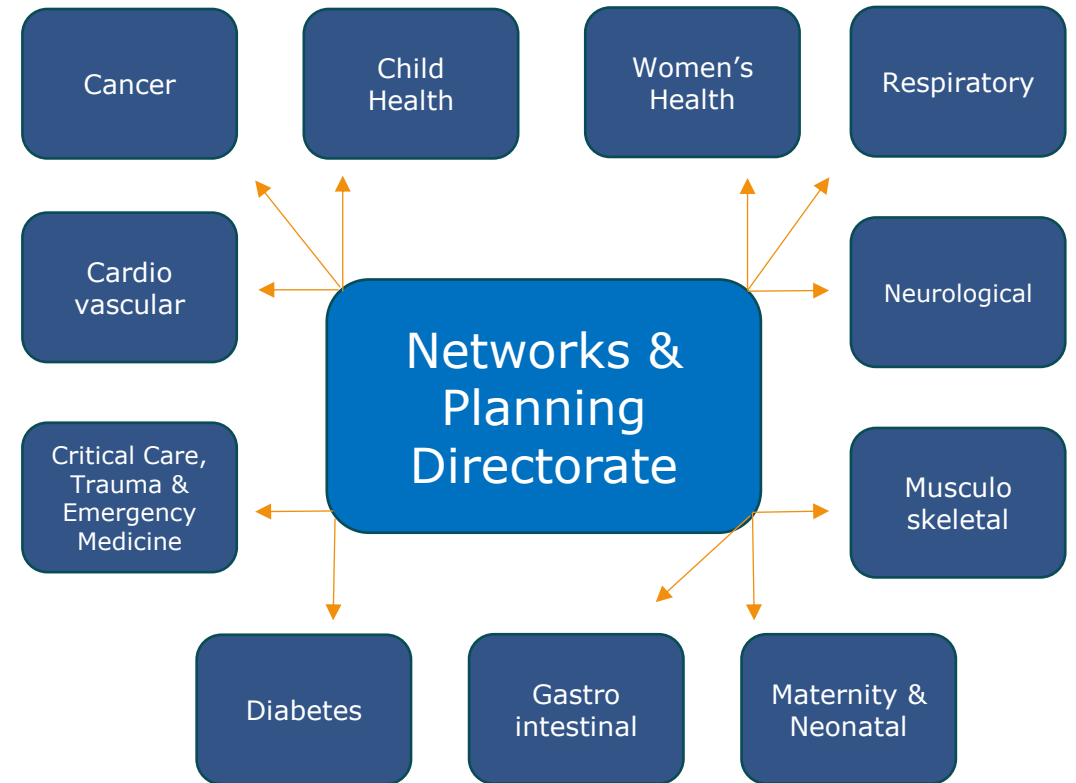 Cancer
Child
Health
Women’s
Health
Respiratory
Cardio
vascular
Networks &
Planning
Directorate
Neurological
Critical Care,
Trauma &
Emergency
Medicine
Musculo
skeletal
Diabetes
Gastro
intestinal
Maternity &
Neonatal